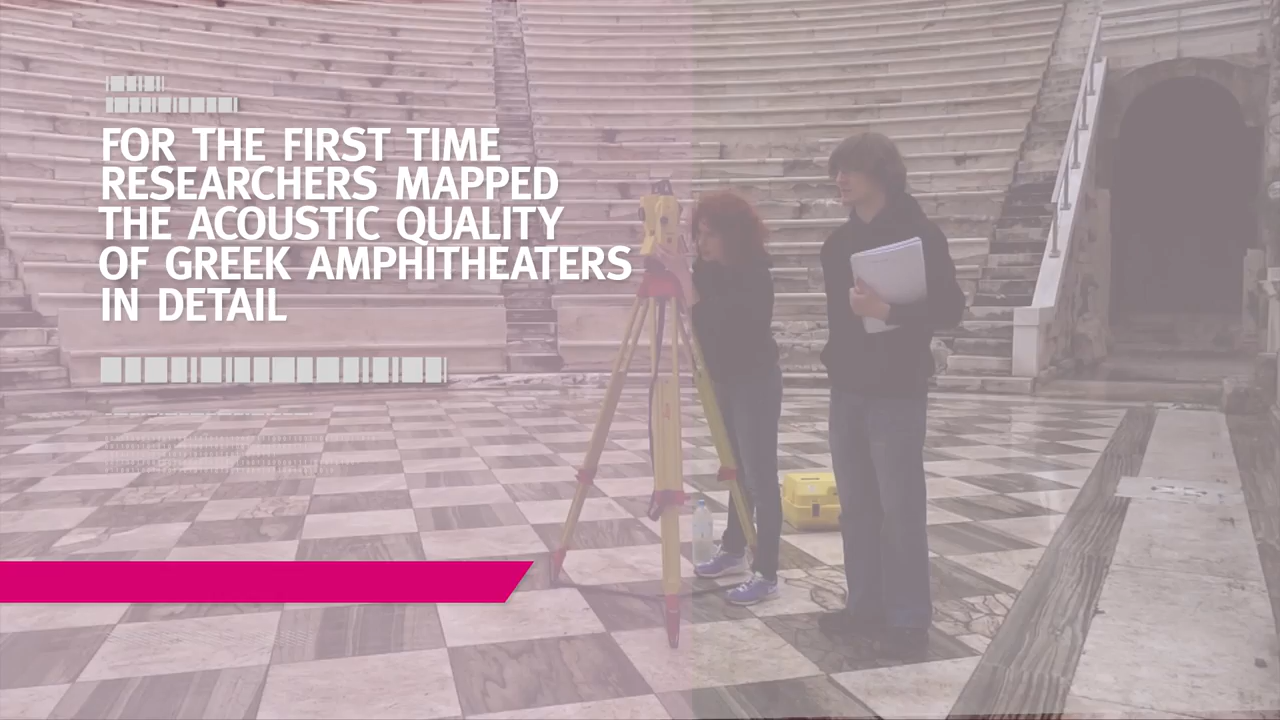 FOR THE FIRST TIME
RESEARCHERS MAPPED
THE ACOUSTIC QUALITY
OF GREEK AMPHITHEATERS
IN DETAIL